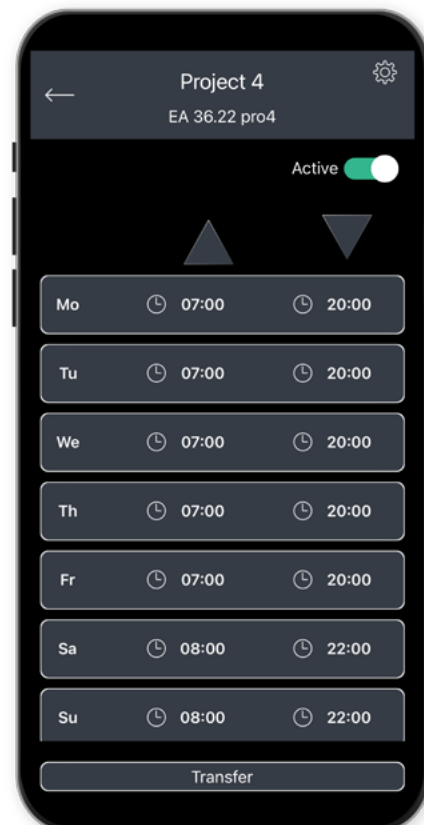 Project 4
EA 36.22 pro4
Active
Mo 07:00 20:00
Tu 07:00 20:00
We 07:00 20:00
Th 07:00 20:00
Fr 07:00 20:00
Sa 08:00 22:00
Su 08:00 22:00
Transfer